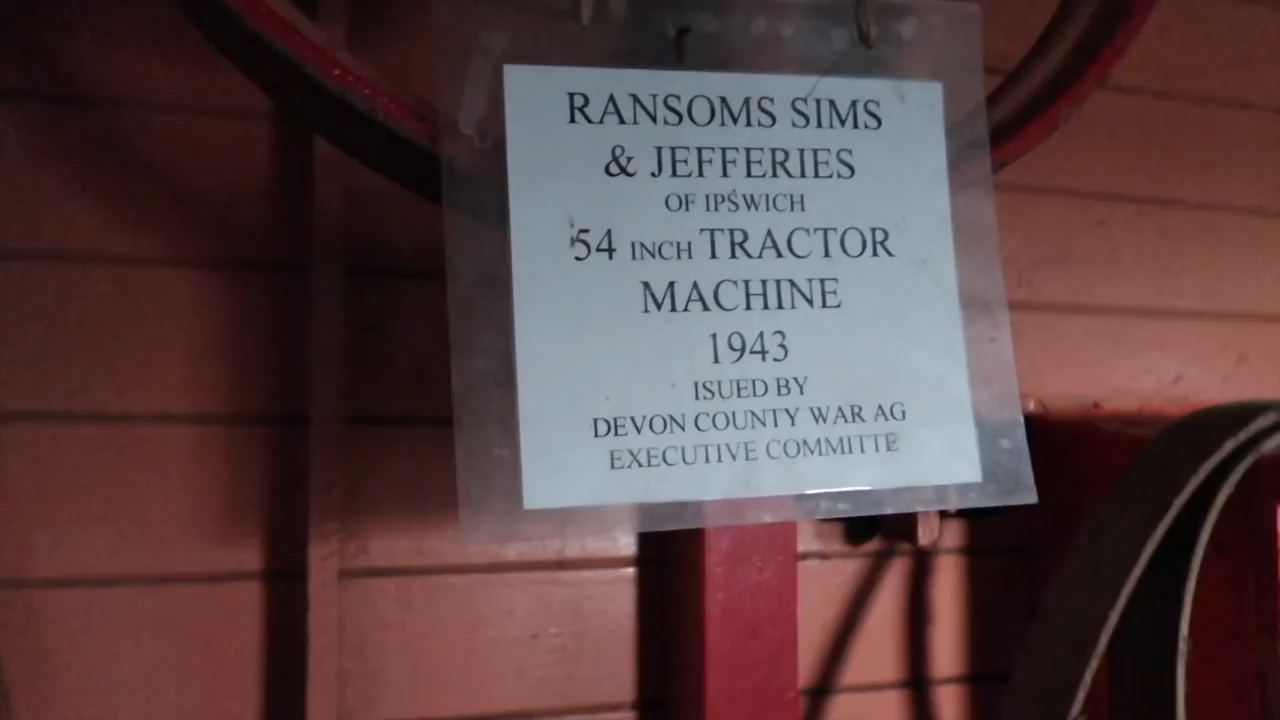 RANSOMS SIMS
& JEFFERIES
OF IPSWICH
54 INCH TRACTOR
MACHINE
1943
ISUED BY
DEVON COUNTY WAR AG
EXECUTIVE COMMITTE